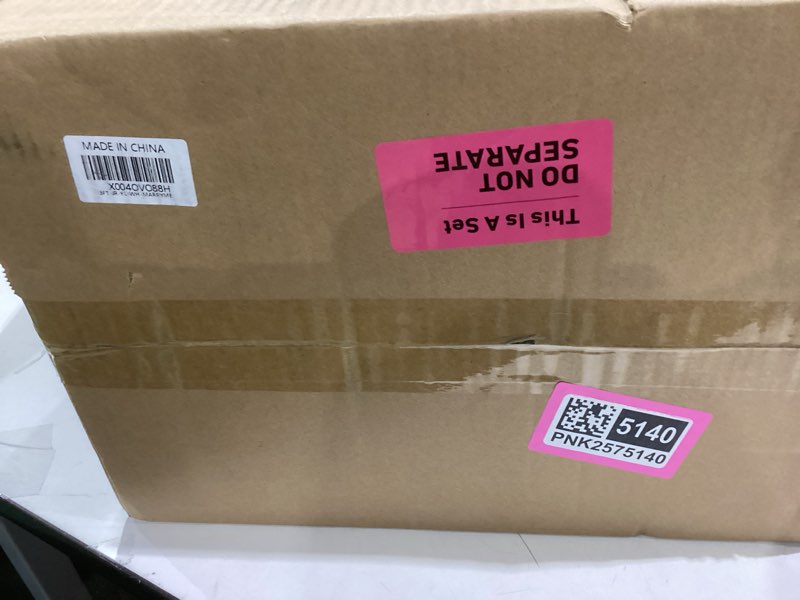 MADE IN CHINA
X004OVO88H
This Is A Set
DO NOT
SEPARATE
5140
PNK2575140